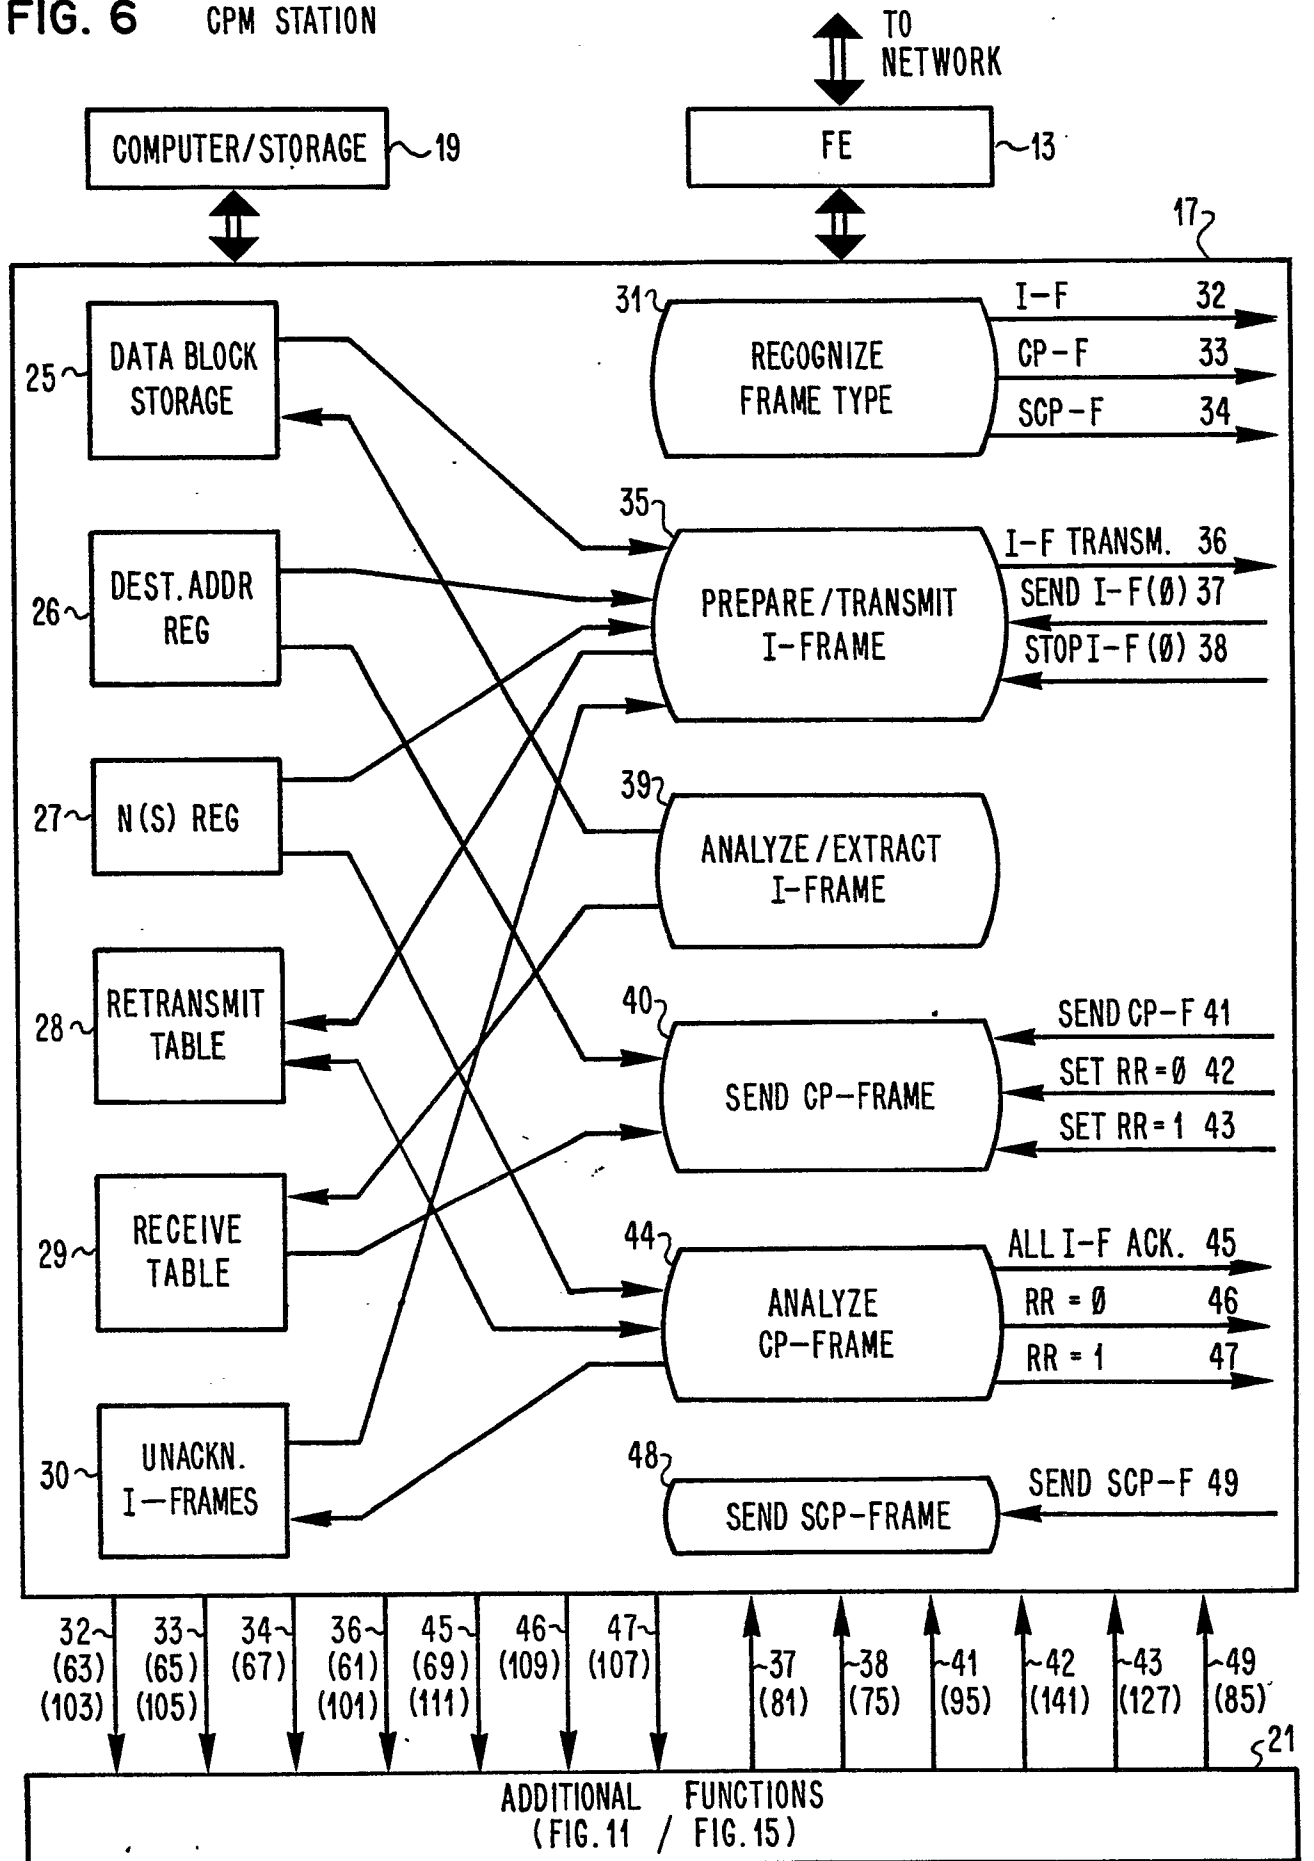 FIG. 6 CPM STATION
TO
NETWORK
COMPUTER/STORAGE 19
FE 13
17
25 DATA BLOCK
STORAGE
31 RECOGNIZE
FRAME TYPE
I-F 32
CP-F 33
SCP-F 34
26 DEST. ADDR
REG
35 PREPARE/TRANSMIT
I-FRAME
I-F TRANSM. 36
SEND I-F(Ø) 37
STOP I-F(Ø) 38
27 N(S) REG
39 ANALYZE/EXTRACT
I-FRAME
28 RETRANSMIT
TABLE
40 SEND CP-FRAME
SEND CP-F 41
SET RR=Ø 42
SET RR=1 43
29 RECEIVE
TABLE
44 ANALYZE
CP-FRAME
ALL I-F ACK. 45
RR = Ø 46
RR = 1 47
30 UNACKN.
I-FRAMES
48 SEND SCP-FRAME
SEND SCP-F 49
32 33 34 36 45 46 47
(63) (65) (67) (61) (69) (109) (107)
(103) (105) (101) (111)
37 38 41 42 43 49
(81) (75) (95) (141) (127) (85)
21
ADDITIONAL FUNCTIONS
(FIG. 11 / FIG. 15)